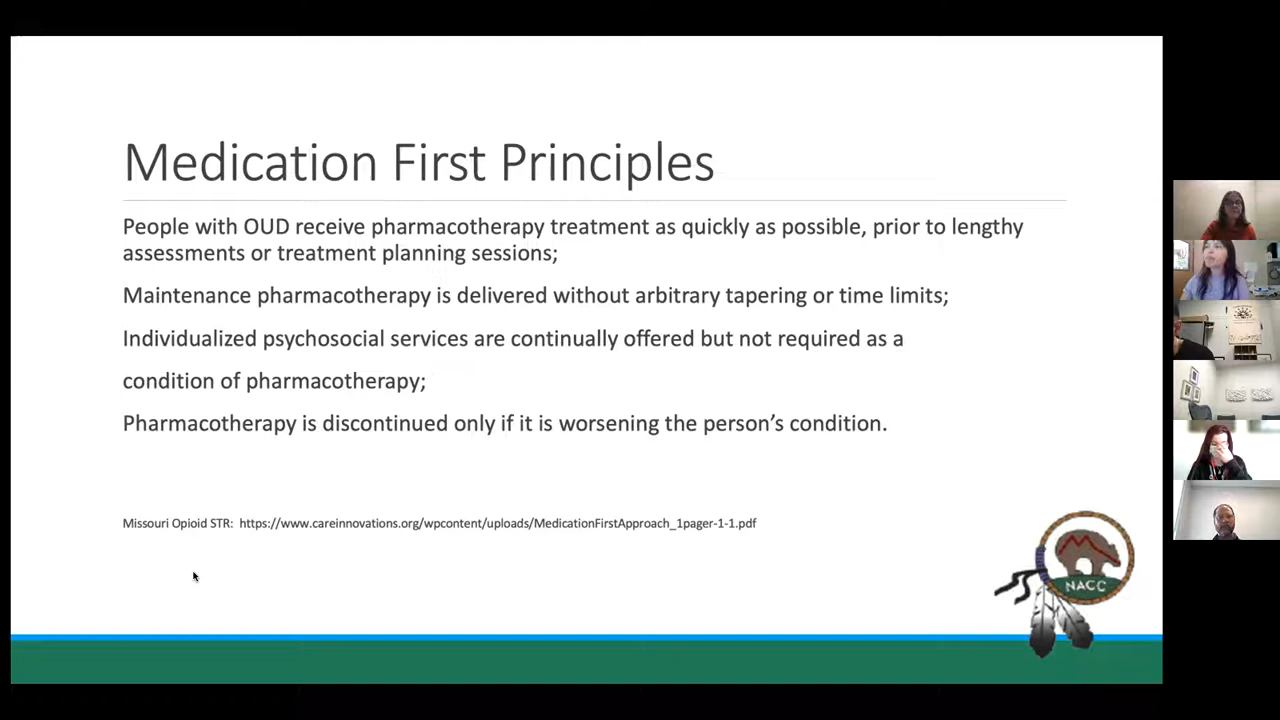 Medication First Principles
People with OUD receive pharmacotherapy treatment as quickly as possible, prior to lengthy
assessments or treatment planning sessions;
Maintenance pharmacotherapy is delivered without arbitrary tapering or time limits;
Individualized psychosocial services are continually offered but not required as a
condition of pharmacotherapy;
Pharmacotherapy is discontinued only if it is worsening the person’s condition.
Missouri Opioid STR:  https://www.careinnovations.org/wpcontent/uploads/MedicationFirstApproach_1pager-1-1.pdf
NACC